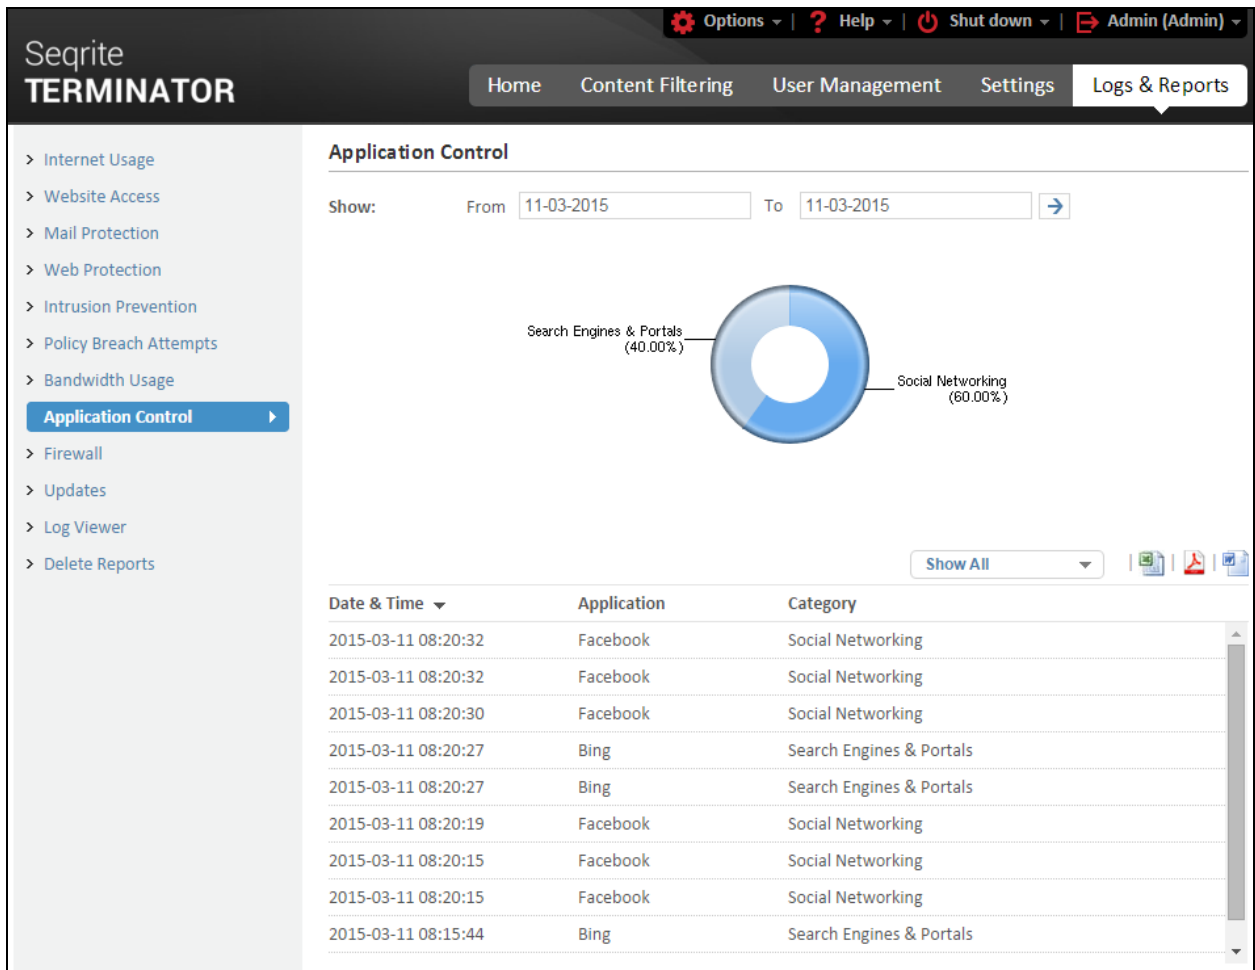 Options | ? Help | Shut down | Admin (Admin)
Seqrite
TERMINATOR
Home Content Filtering User Management Settings Logs & Reports
Internet Usage
Website Access
Mail Protection
Web Protection
Intrusion Prevention
Policy Breach Attempts
Bandwidth Usage
Application Control
Firewall
Updates
Log Viewer
Delete Reports
Application Control
Show: From 11-03-2015 To 11-03-2015
Search Engines & Portals
(40.00%)
Social Networking
(60.00%)
Show All
Date & Time Application Category
2015-03-11 08:20:32 Facebook Social Networking
2015-03-11 08:20:32 Facebook Social Networking
2015-03-11 08:20:30 Facebook Social Networking
2015-03-11 08:20:27 Bing Search Engines & Portals
2015-03-11 08:20:27 Bing Search Engines & Portals
2015-03-11 08:20:19 Facebook Social Networking
2015-03-11 08:20:15 Facebook Social Networking
2015-03-11 08:20:15 Facebook Social Networking
2015-03-11 08:15:44 Bing Search Engines & Portals